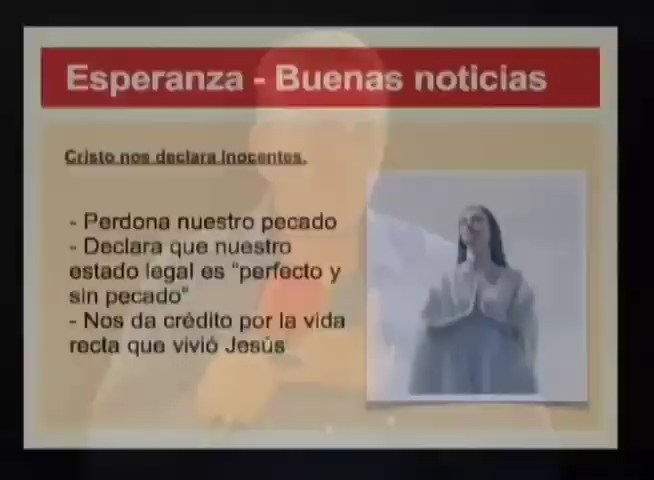 Esperanza - Buenas noticias
Cristo nos declara inocentes.
- Perdona nuestro pecado
- Declara que nuestro
estado legal es "perfecto y
sin pecado"
- Nos da crédito por la vida
recta que vivió Jesús